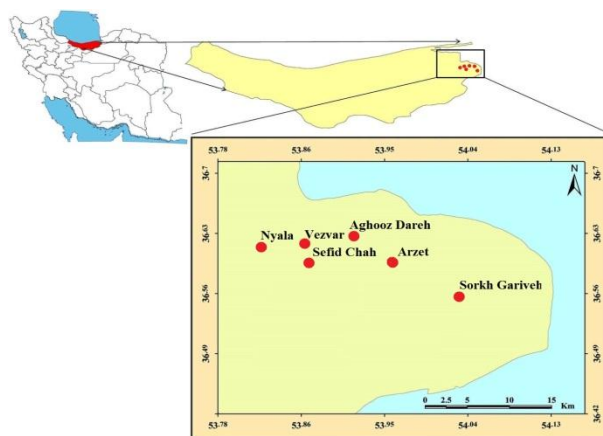 53.78 53.86 53.95 54.04 54.13
36.7 36.7
N
Aghooz Dareh
36.63 Nyala Vezvar 36.63
Sefid Chah Arzet
Sorkh Gariveh
36.56 36.56
36.49 36.49
0 2.5 5 10 15
Km
36.42
53.78 53.86 53.95 54.04 54.13